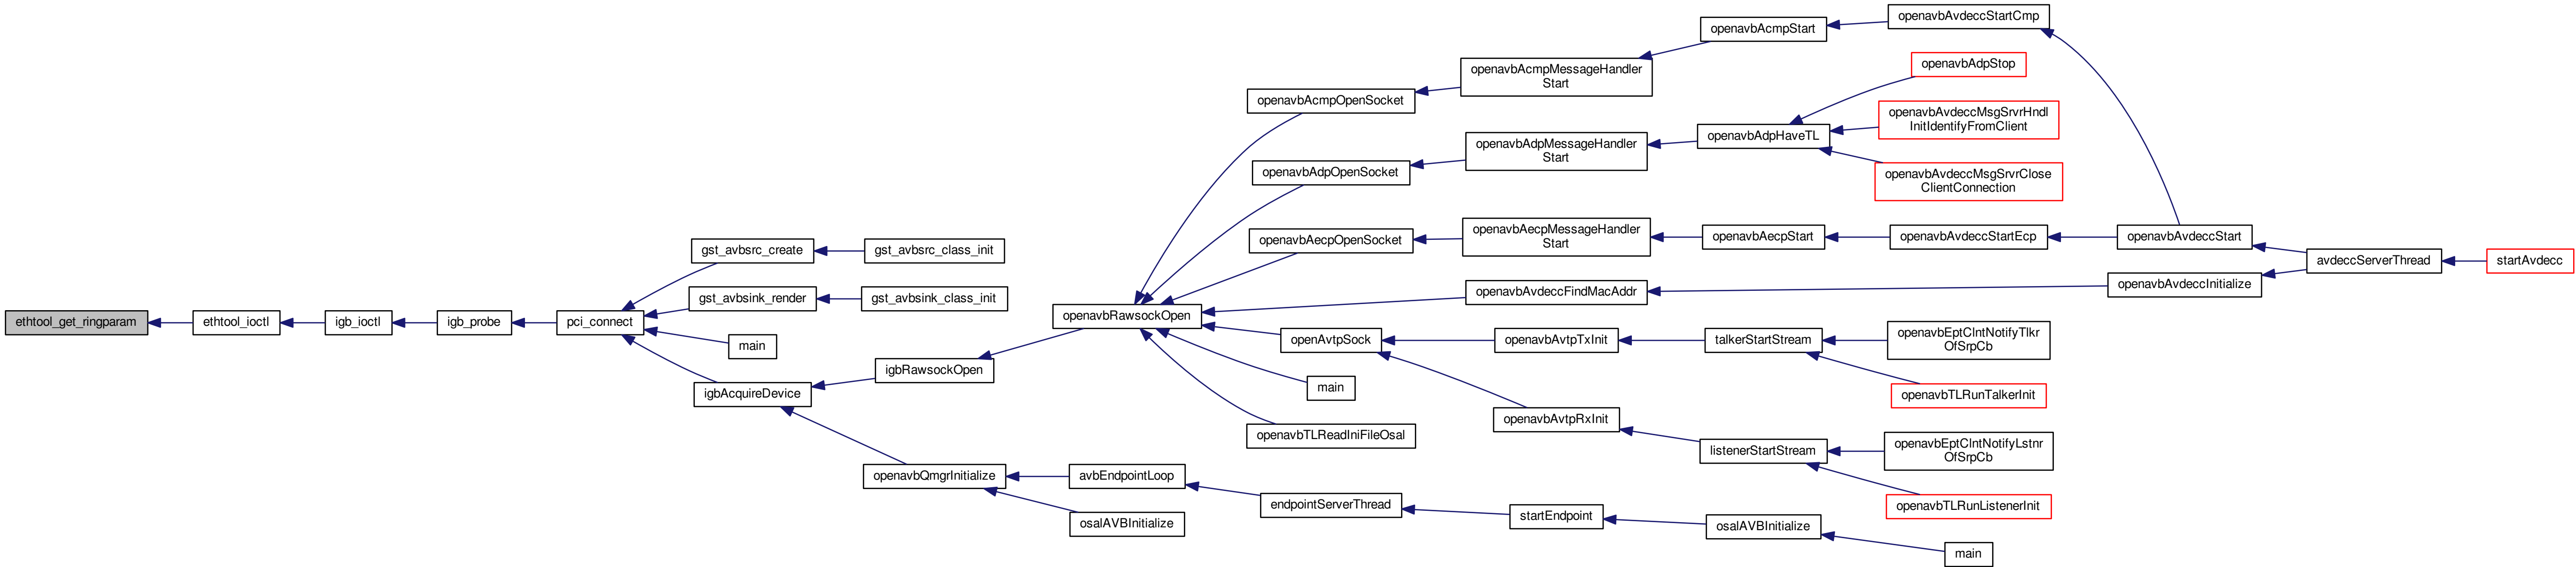 ethtool_get_ringparam
ethtool_ioctl
igb_ioctl
igb_probe
pci_connect
gst_avbsrc_create
gst_avbsrc_class_init
gst_avbsink_render
gst_avbsink_class_init
main
igbAcquireDevice
igbRawsockOpen
openavbRawsockOpen
openavbAcmpOpenSocket
openavbAcmpMessageHandler
Start
openavbAcmpStart
openavbAvdeccStartCmp
openavbAdpOpenSocket
openavbAdpMessageHandler
Start
openavbAdpHaveTL
openavbAdpStop
openavbAvdeccMsgSrvrHndl
InitIdentifyFromClient
openavbAvdeccMsgSrvrClose
ClientConnection
openavbAecpOpenSocket
openavbAecpMessageHandler
Start
openavbAecpStart
openavbAvdeccStartEcp
openavbAvdeccStart
avdeccServerThread
startAvdecc
openavbAvdeccFindMacAddr
openavbAvdeccInitialize
openAvtpSock
openavbAvtpTxInit
talkerStartStream
openavbEptClntNotifyTlkr
OfSrpCb
openavbTLRunTalkerInit
main
openavbAvtpRxInit
listenerStartStream
openavbEptClntNotifyLstnr
OfSrpCb
openavbTLRunListenerInit
openavbTLReadIniFileOsal
openavbQmgrInitialize
avbEndpointLoop
endpointServerThread
startEndpoint
osalAVBInitialize
main
osalAVBInitialize